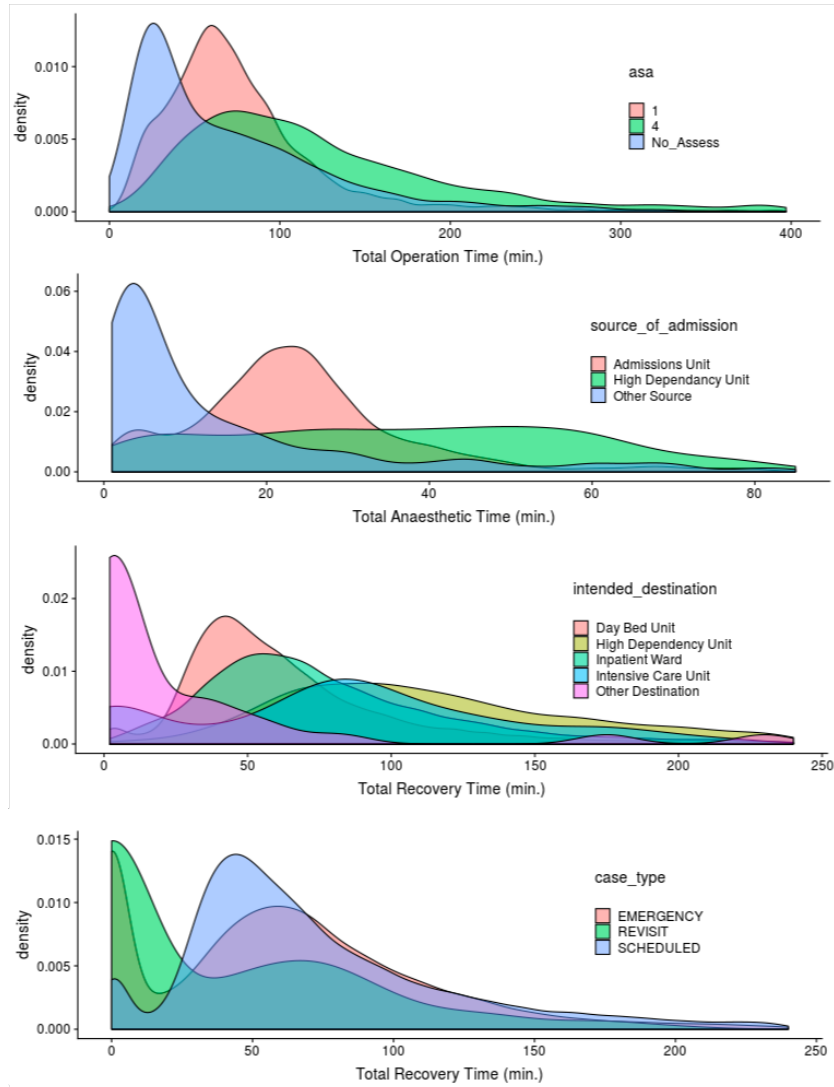 density
0.010
0.005
0.000
0
100
200
300
400
Total Operation Time (min.)
asa
1
4
No_Assess
density
0.06
0.04
0.02
0.00
0
20
40
60
80
Total Anaesthetic Time (min.)
source_of_admission
Admissions Unit
High Dependancy Unit
Other Source
density
0.02
0.01
0.00
0
50
100
150
200
250
Total Recovery Time (min.)
intended_destination
Day Bed Unit
High Dependency Unit
Inpatient Ward
Intensive Care Unit
Other Destination
density
0.015
0.010
0.005
0.000
0
50
100
150
200
250
Total Recovery Time (min.)
case_type
EMERGENCY
REVISIT
SCHEDULED